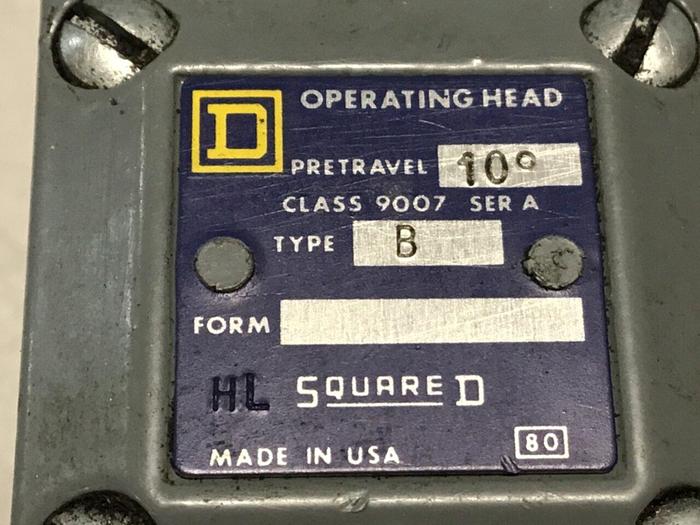 D
OPERATING HEAD
PRETRAVEL 10°
CLASS 9007 SER A
TYPE B
FORM
HL SQUARE D
MADE IN USA 80